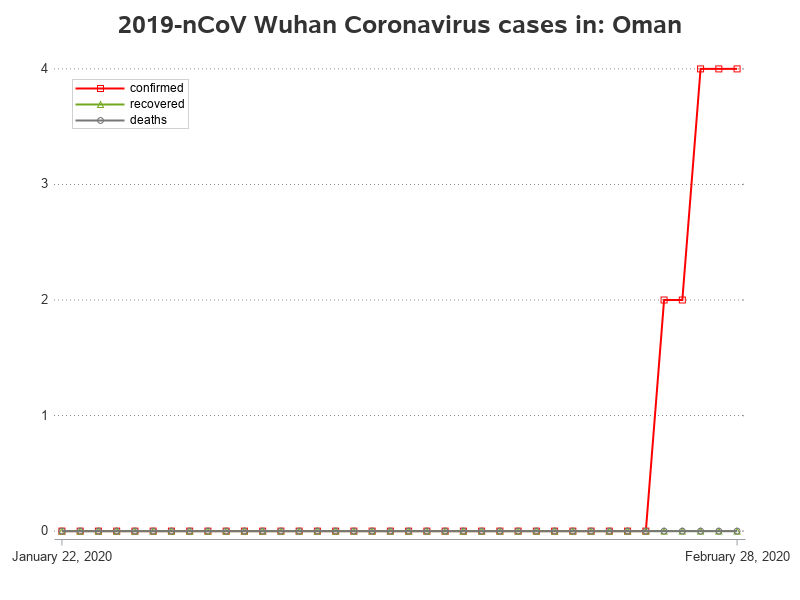 2019-nCoV Wuhan Coronavirus cases in: Oman
4
confirmed
recovered
deaths
3
2
1
0
January 22, 2020 February 28, 2020